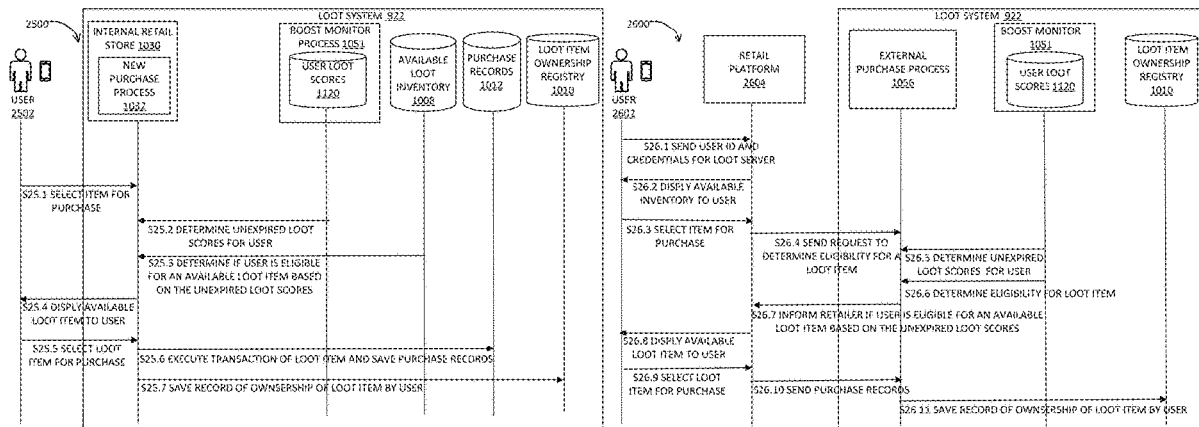 2500
LOOT SYSTEM 922
INTERNAL RETAIL
STORE 1030
NEW
PURCHASE
PROCESS
1032
BOOST MONITOR
PROCESS 1051
USER LOOT
SCORES
1120
AVAILABLE
LOOT
INVENTORY
1008
PURCHASE
RECORDS
1012
LOOT ITEM
OWNERSHIP
REGISTRY
1010
USER
2502
S25.1 SELECT ITEM FOR
PURCHASE
S25.2 DETERMINE UNEXPIRED LOOT
SCORES FOR USER
S25.3 DETERMINE IF USER IS ELIGIBLE
FOR AN AVAILABLE LOOT ITEM BASED
ON THE UNEXPIRED LOOT SCORES
S25.4 DISPLY AVAILABLE
LOOT ITEM TO USER
S25.5 SELECT LOOT
ITEM FOR PURCHASE
S25.6 EXECUTE TRANSACTION OF LOOT ITEM AND SAVE PURCHASE RECORDS
S25.7 SAVE RECORD OF OWNSERSHIP OF LOOT ITEM BY USER
2600
LOOT SYSTEM 922
RETAIL
PLATFORM
2604
EXTERNAL
PURCHASE PROCESS
1056
BOOST MONITOR
1051
USER LOOT
SCORES 1120
LOOT ITEM
OWNERSHIP
REGISTRY
1010
USER
2602
S26.1 SEND USER ID AND
CREDENTIALS FOR LOOT SERVER
S26.2 DISPLY AVAILABLE
INVENTORY TO USER
S26.3 SELECT ITEM FOR
PURCHASE
S26.4 SEND REQUEST TO
DETERMINE ELIGIBILITY FOR A
LOOT ITEM
S26.5 DETERMINE UNEXPIRED
LOOT SCORES FOR USER
S26.6 DETERMINE ELIGIBILITY FOR LOOT ITEM
S26.7 INFORM RETAILER IF USER IS ELIGIBLE FOR AN AVAILABLE
LOOT ITEM BASED ON THE UNEXPIRED LOOT SCORES
S26.8 DISPLY AVAILABLE
LOOT ITEM TO USER
S26.9 SELECT LOOT
ITEM FOR PURCHASE
S26.10 SEND PURCHASE RECORDS
S26.11 SAVE RECORD OF OWNERSHIP OF LOOT ITEM BY USER